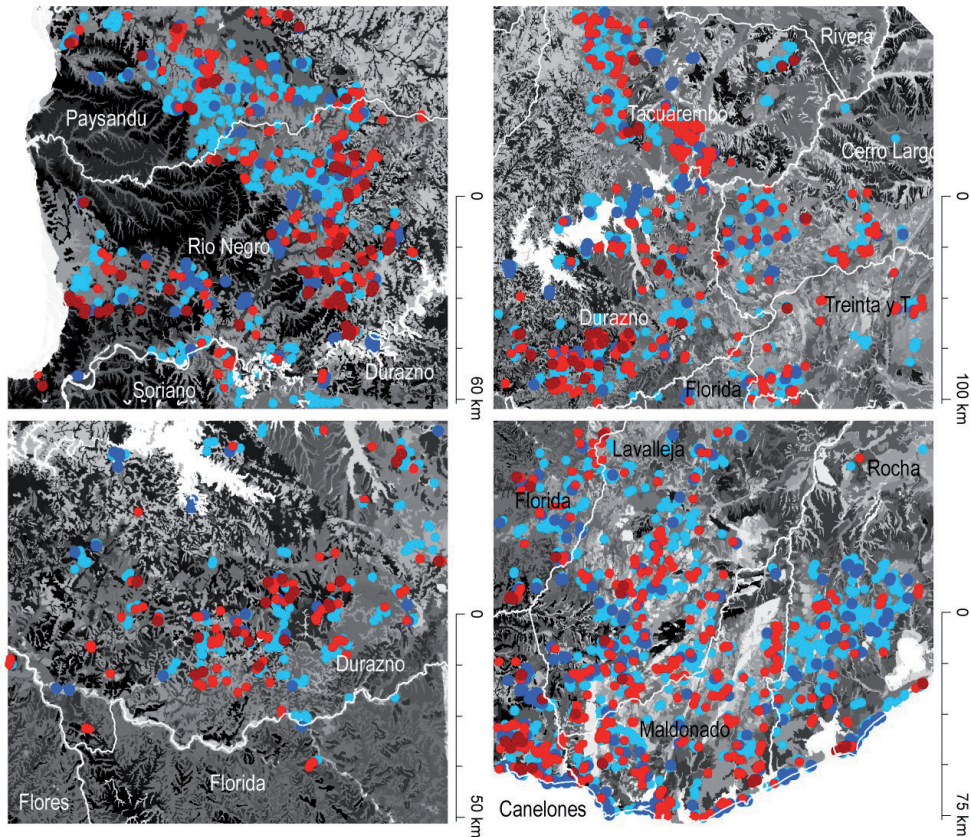 Paysandu
Rio Negro
Soriano
Durazno
0
60 km
Rivera
Tacuarembo
Cerro Largo
Treinta y T
Durazno
Florida
0
100 km
Durazno
Florida
Flores
0
50 km
Lavalleja
Rocha
Florida
Maldonado
Canelones
0
75 km